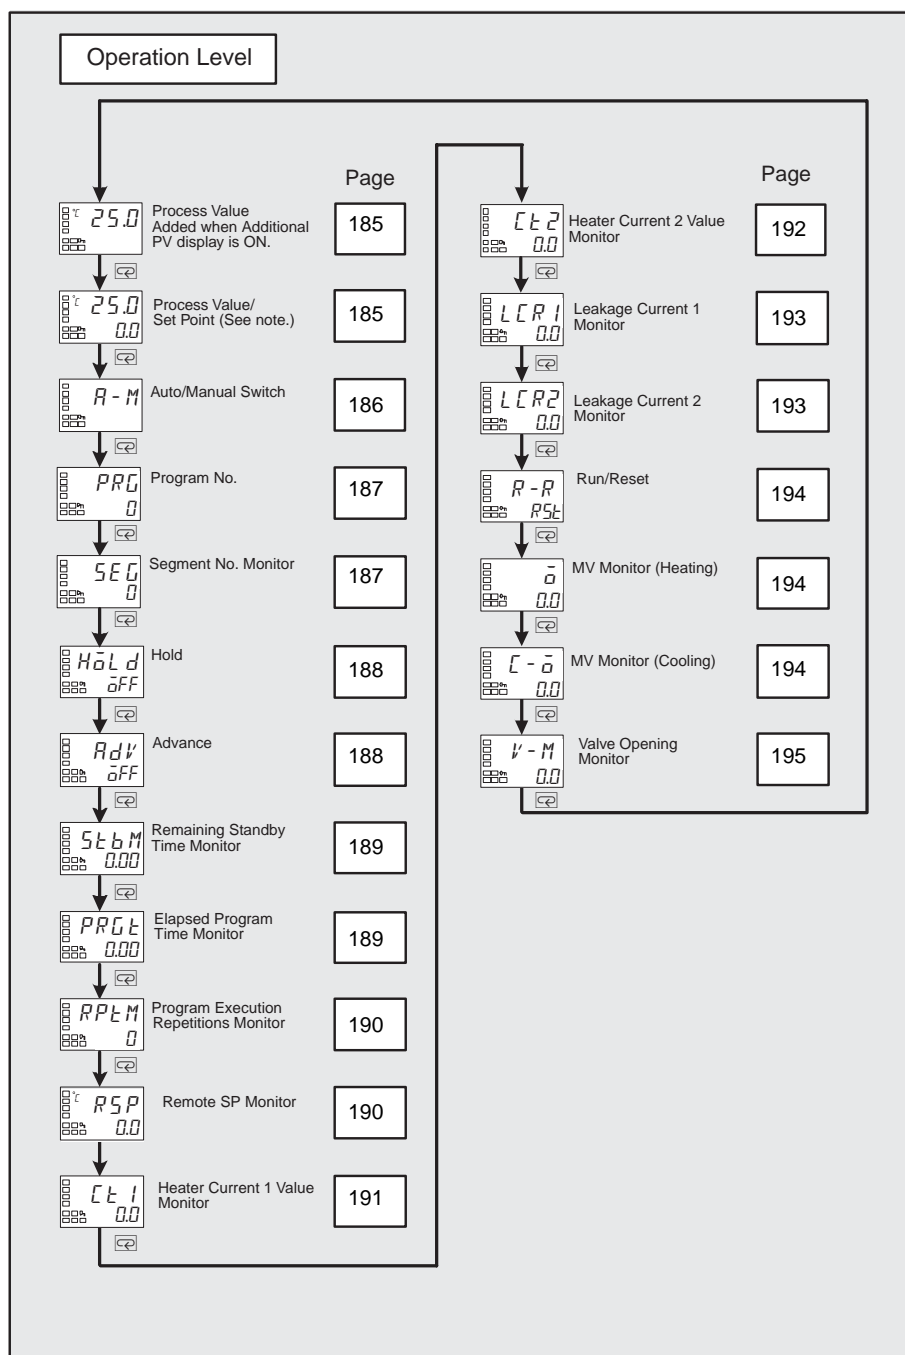 Operation Level
Page
°C 25.0
Process Value
Added when Additional
PV display is ON.
185
°C 25.0
0.0
Process Value/
Set Point (See note.)
185
A-M
Auto/Manual Switch
186
PRG
0
Program No.
187
SEG
0
Segment No. Monitor
187
HoLd
oFF
Hold
188
AdV
oFF
Advance
188
StbM
0.00
Remaining Standby
Time Monitor
189
PRGt
0.00
Elapsed Program
Time Monitor
189
RPtM
0
Program Execution
Repetitions Monitor
190
°C RSP
0.0
Remote SP Monitor
190
Ct1
0.0
Heater Current 1 Value
Monitor
191
Page
Ct2
0.0
Heater Current 2 Value
Monitor
192
LCR1
0.0
Leakage Current 1
Monitor
193
LCR2
0.0
Leakage Current 2
Monitor
193
R-R
RSt
Run/Reset
194
o
0.0
MV Monitor (Heating)
194
C-o
0.0
MV Monitor (Cooling)
194
V-M
0.0
Valve Opening
Monitor
195